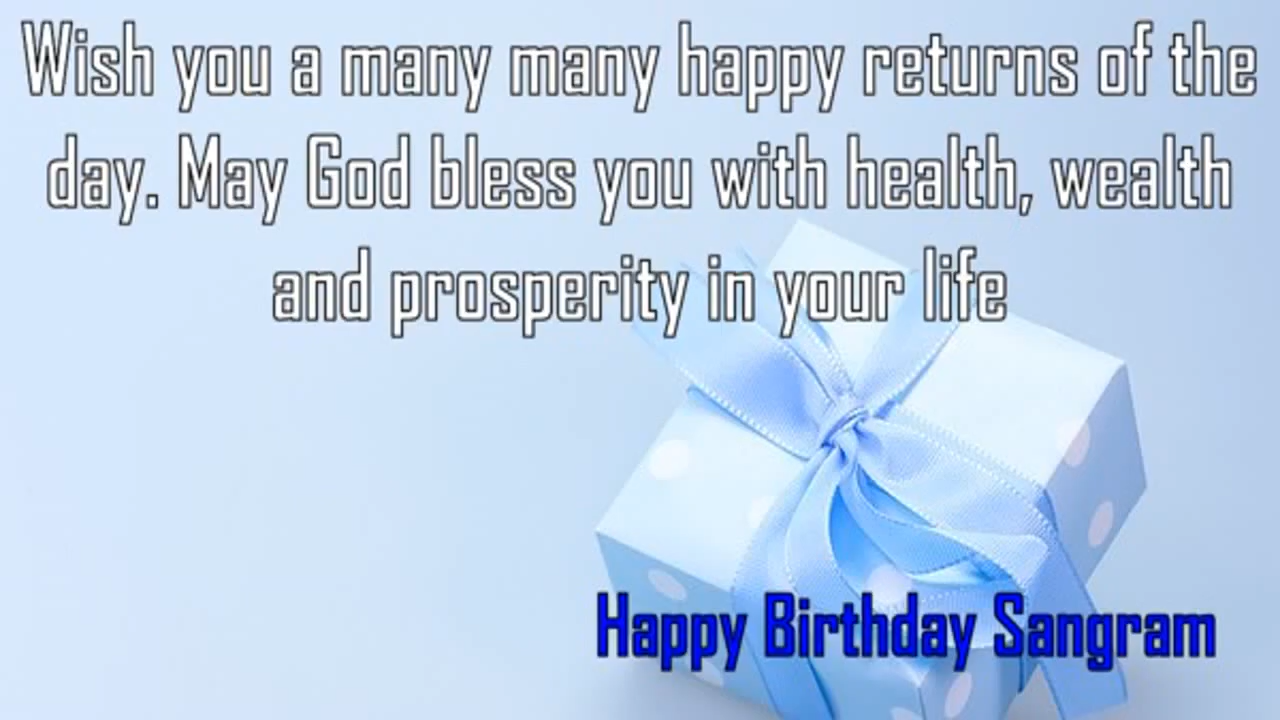 Wish you a many many happy returns of the
day. May God bless you with health, wealth
and prosperity in your life
Happy Birthday Sangram